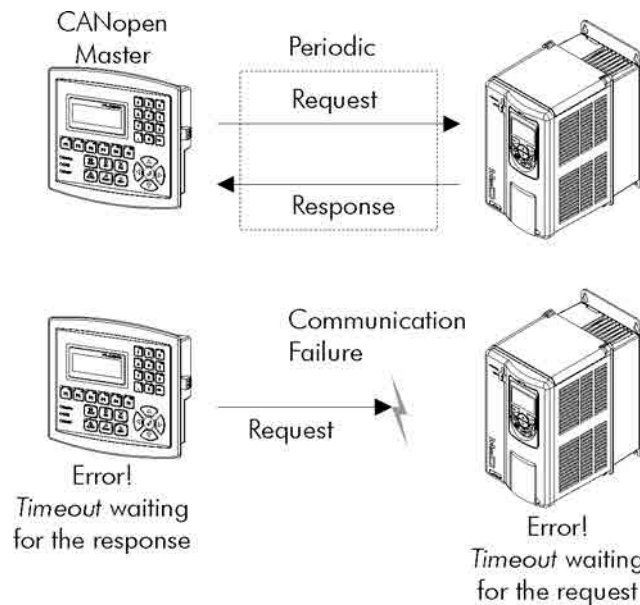 CANopen
Master
Periodic
Request
Response
Communication
Failure
Request
Error!
Timeout waiting
for the response
Error!
Timeout waiting
for the request